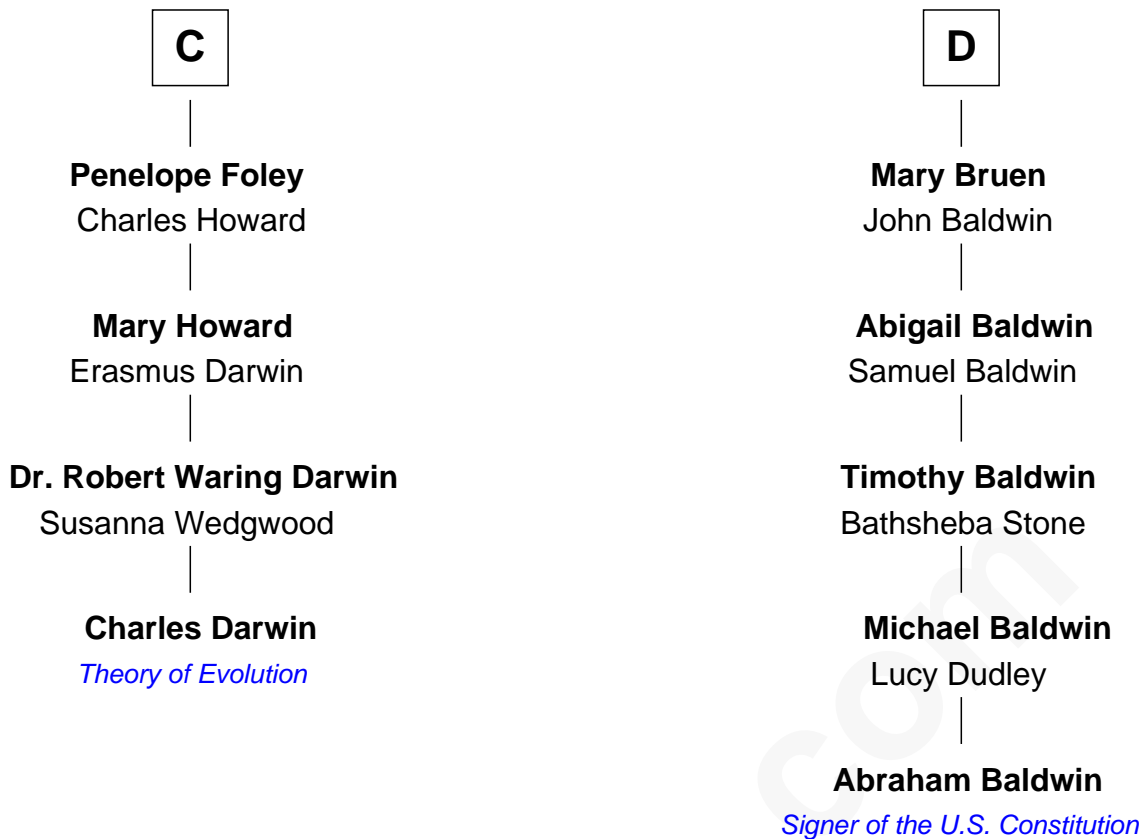 C
Penelope Foley
Charles Howard
Mary Howard
Erasmus Darwin
Dr. Robert Waring Darwin
Susanna Wedgwood
Charles Darwin
Theory of Evolution
D
Mary Bruen
John Baldwin
Abigail Baldwin
Samuel Baldwin
Timothy Baldwin
Bathsheba Stone
Michael Baldwin
Lucy Dudley
Abraham Baldwin
Signer of the U.S. Constitution
com